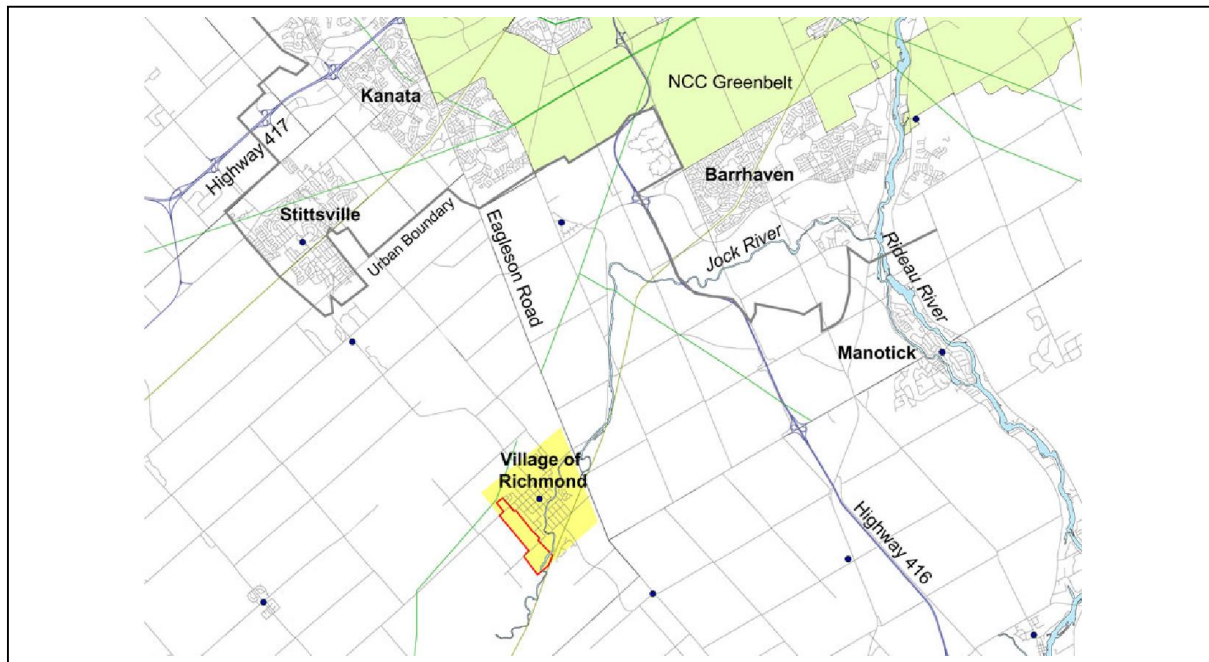 NCC Greenbelt
Kanata
Highway 417
Barrhaven
Stittsville
Urban Boundary
Eagleson Road
Jock River
Rideau River
Manotick
Village of
Richmond
Highway 416